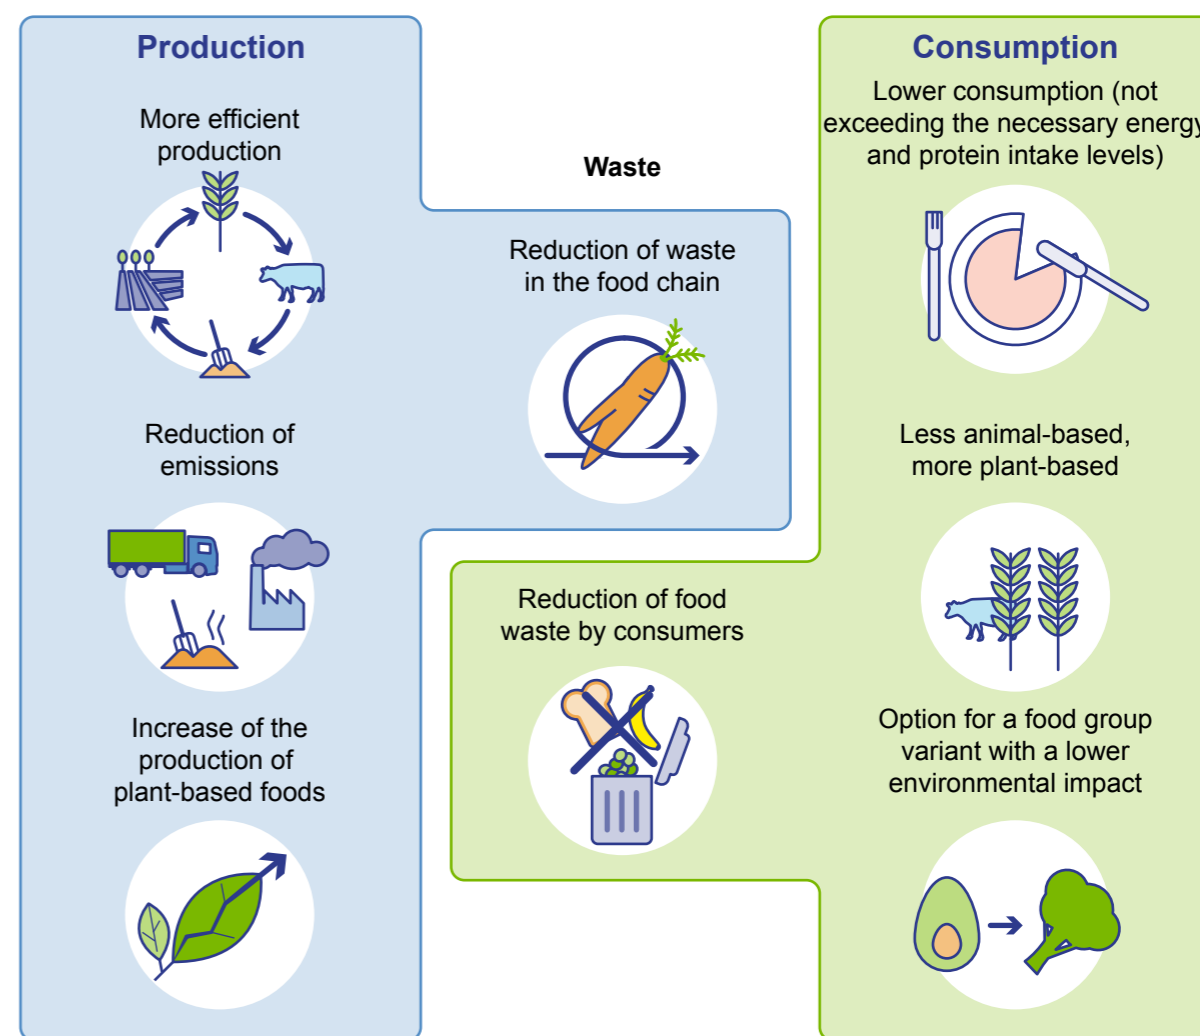 Production
More efficient
production
Reduction of
emissions
Increase of the
production of
plant-based foods
Waste
Reduction of waste
in the food chain
Reduction of food
waste by consumers
Consumption
Lower consumption (not
exceeding the necessary energy
and protein intake levels)
Less animal-based,
more plant-based
Option for a food group
variant with a lower
environmental impact